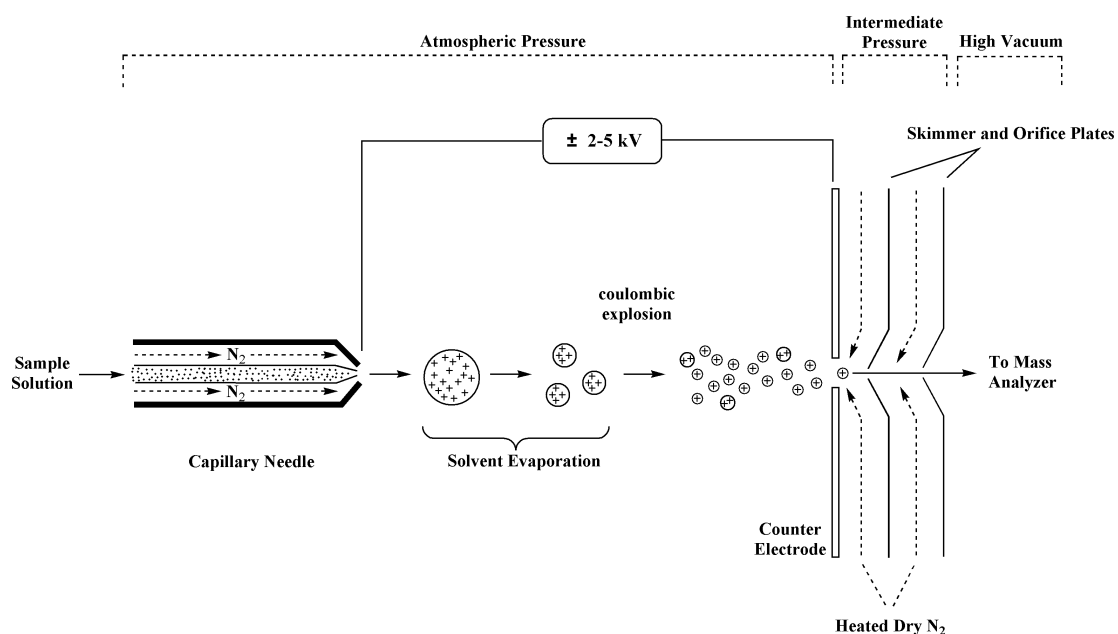 Atmospheric Pressure
Intermediate
Pressure
High Vacuum
± 2-5 kV
Skimmer and Orifice Plates
coulombic
explosion
Sample
Solution
N₂
N₂
To Mass
Analyzer
Capillary Needle
Solvent Evaporation
Counter
Electrode
Heated Dry N₂